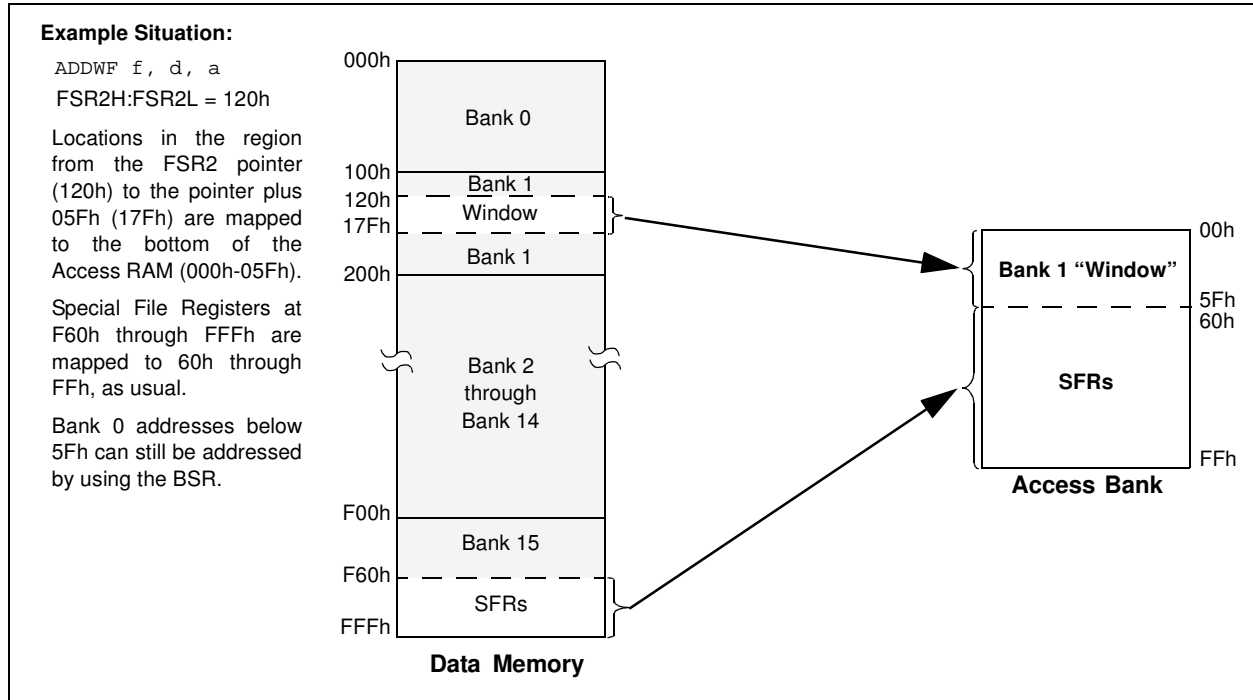 Example Situation:
ADDWF f, d, a
FSR2H:FSR2L = 120h
Locations in the region
from the FSR2 pointer
(120h) to the pointer plus
05Fh (17Fh) are mapped
to the bottom of the
Access RAM (000h-05Fh).
Special File Registers at
F60h through FFFh are
mapped to 60h through
FFh, as usual.
Bank 0 addresses below
5Fh can still be addressed
by using the BSR.
000h
Bank 0
100h
Bank 1
120h
Window
17Fh
Bank 1
200h
Bank 2
through
Bank 14
F00h
Bank 15
F60h
SFRs
FFFh
Data Memory
00h
Bank 1 “Window”
5Fh
60h
SFRs
FFh
Access Bank